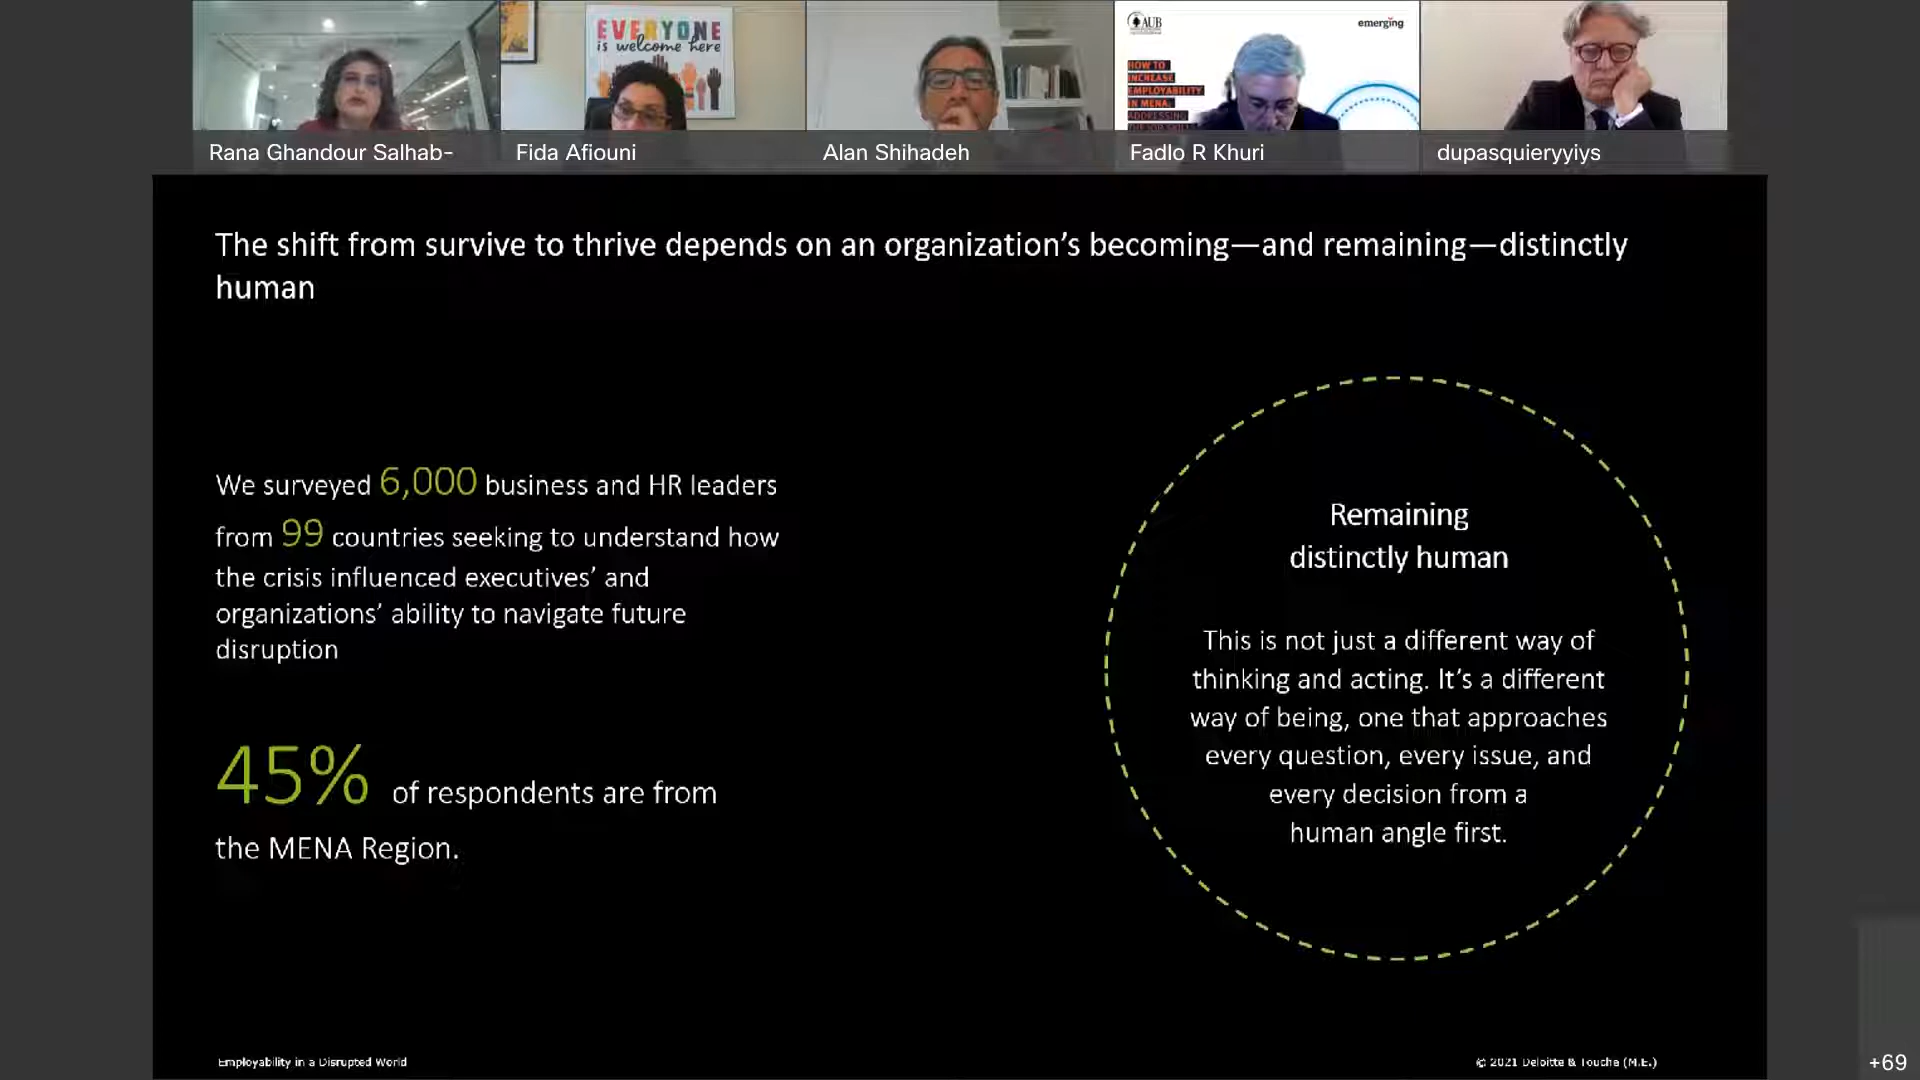 EVERYONE
is welcome here
AUB
emerging
HOW TO
INCREASE
EMPLOYABILITY
IN MENA:
ADDRESSING
Rana Ghandour Salhab-
Fida Afiouni
Alan Shihadeh
Fadlo R Khuri
dupasquieryyiys
The shift from survive to thrive depends on an organization’s becoming—and remaining—distinctly
human
We surveyed 6,000 business and HR leaders
from 99 countries seeking to understand how
the crisis influenced executives’ and
organizations’ ability to navigate future
disruption
45% of respondents are from
the MENA Region.
Remaining
distinctly human
This is not just a different way of
thinking and acting. It’s a different
way of being, one that approaches
every question, every issue, and
every decision from a
human angle first.
Employability in a Disrupted World
© 2021 Deloitte & Touche (M.E.)
+69